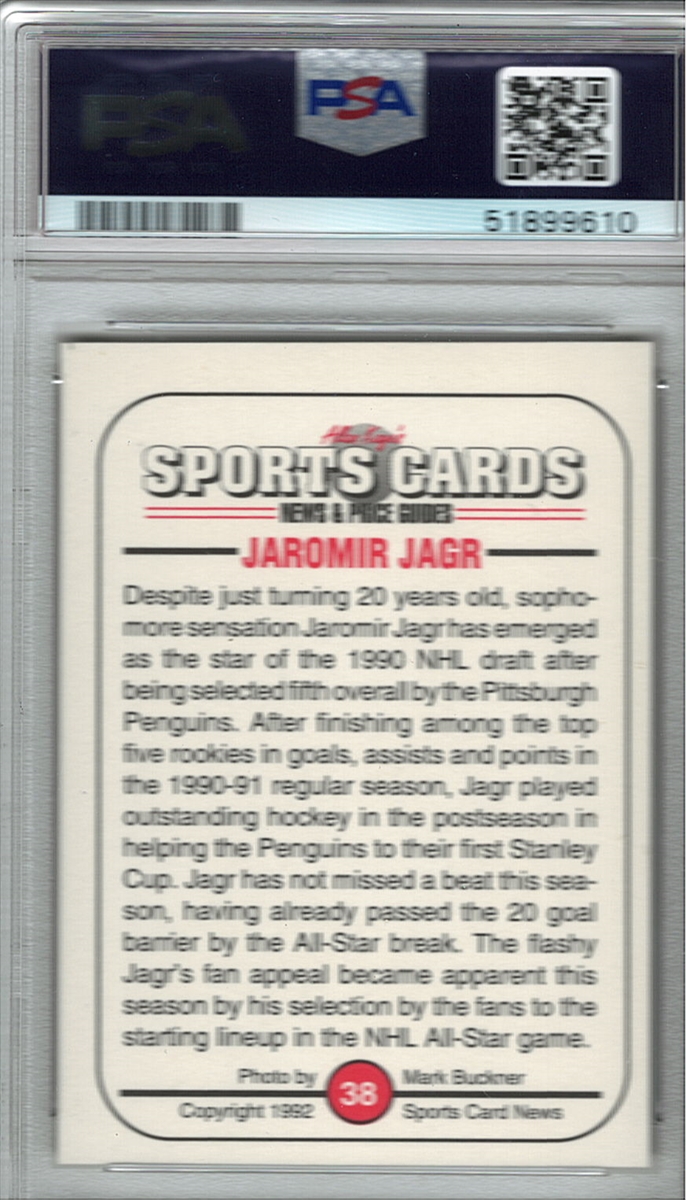 PSA
PSA
51899610
Allan Kaye's
SPORTS CARDS
NEWS & PRICE GUIDES
JAROMIR JAGR
Despite just turning 20 years old, sopho-
more sensation Jaromir Jagr has emerged
as the star of the 1990 NHL draft after
being selected fifth overall by the Pittsburgh
Penguins. After finishing among the top
five rookies in goals, assists and points in
the 1990-91 regular season, Jagr played
outstanding hockey in the postseason in
helping the Penguins to their first Stanley
Cup. Jagr has not missed a beat this sea-
son, having already passed the 20 goal
barrier by the All-Star break. The flashy
Jagr's fan appeal became apparent this
season by his selection by the fans to the
starting lineup in the NHL All-Star game.
Photo by 38 Mark Buckner
Copyright 1992 Sports Card News